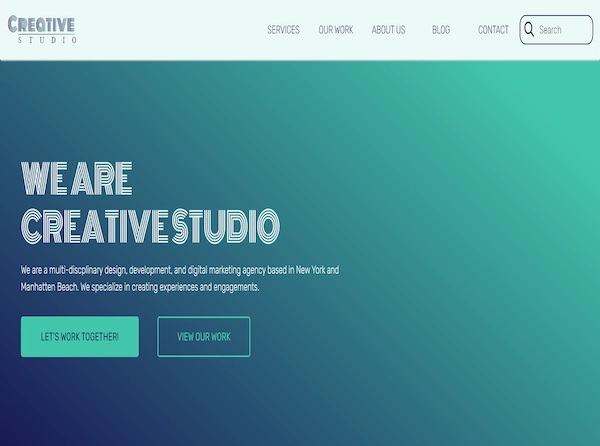 CREATIVE
STUDIO
SERVICES
OUR WORK
ABOUT US
BLOG
CONTACT
Search
WE ARE
CREATIVE STUDIO
We are a multi-discplinary design, development, and digital marketing agency based in New York and
Manhatten Beach. We specialize in creating experiences and engagements.
LET'S WORK TOGETHER!
VIEW OUR WORK